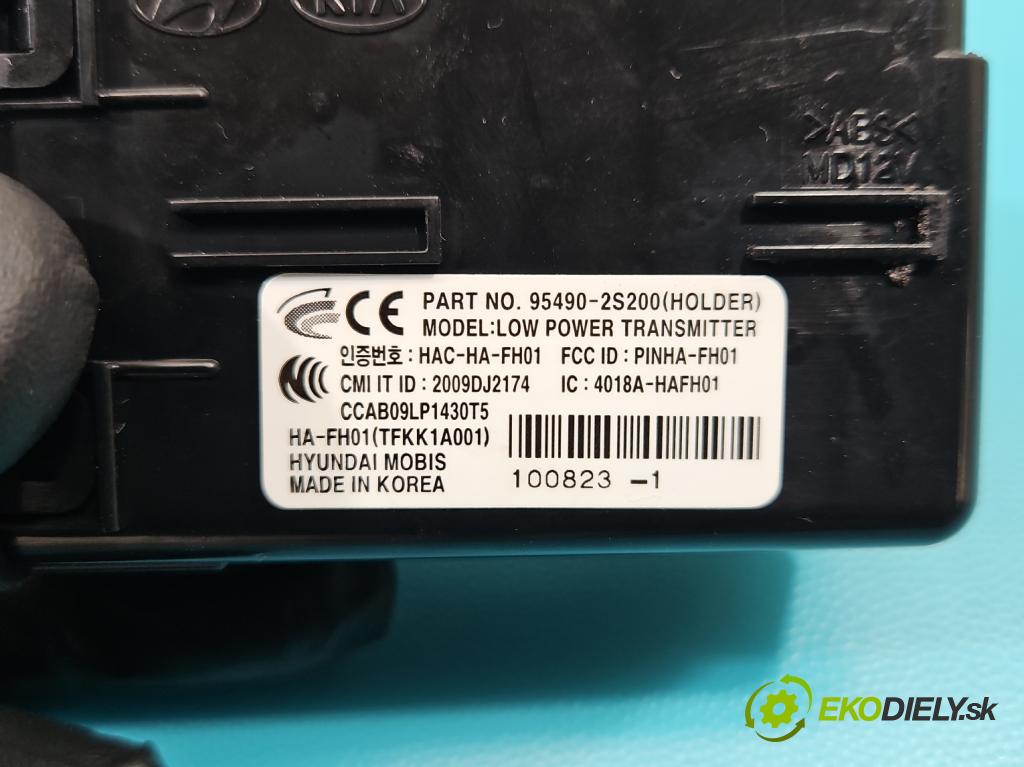 KIA
>ABS<
MD12Y
CE PART NO. 95490-2S200(HOLDER)
MODEL:LOW POWER TRANSMITTER
인증번호 : HAC-HA-FH01 FCC ID : PINHA-FH01
CMI IT ID : 2009DJ2174 IC : 4018A-HAFH01
CCAB09LP1430T5
HA-FH01(TFKK1A001)
HYUNDAI MOBIS
MADE IN KOREA
100823 -1
EKODIELY.sk